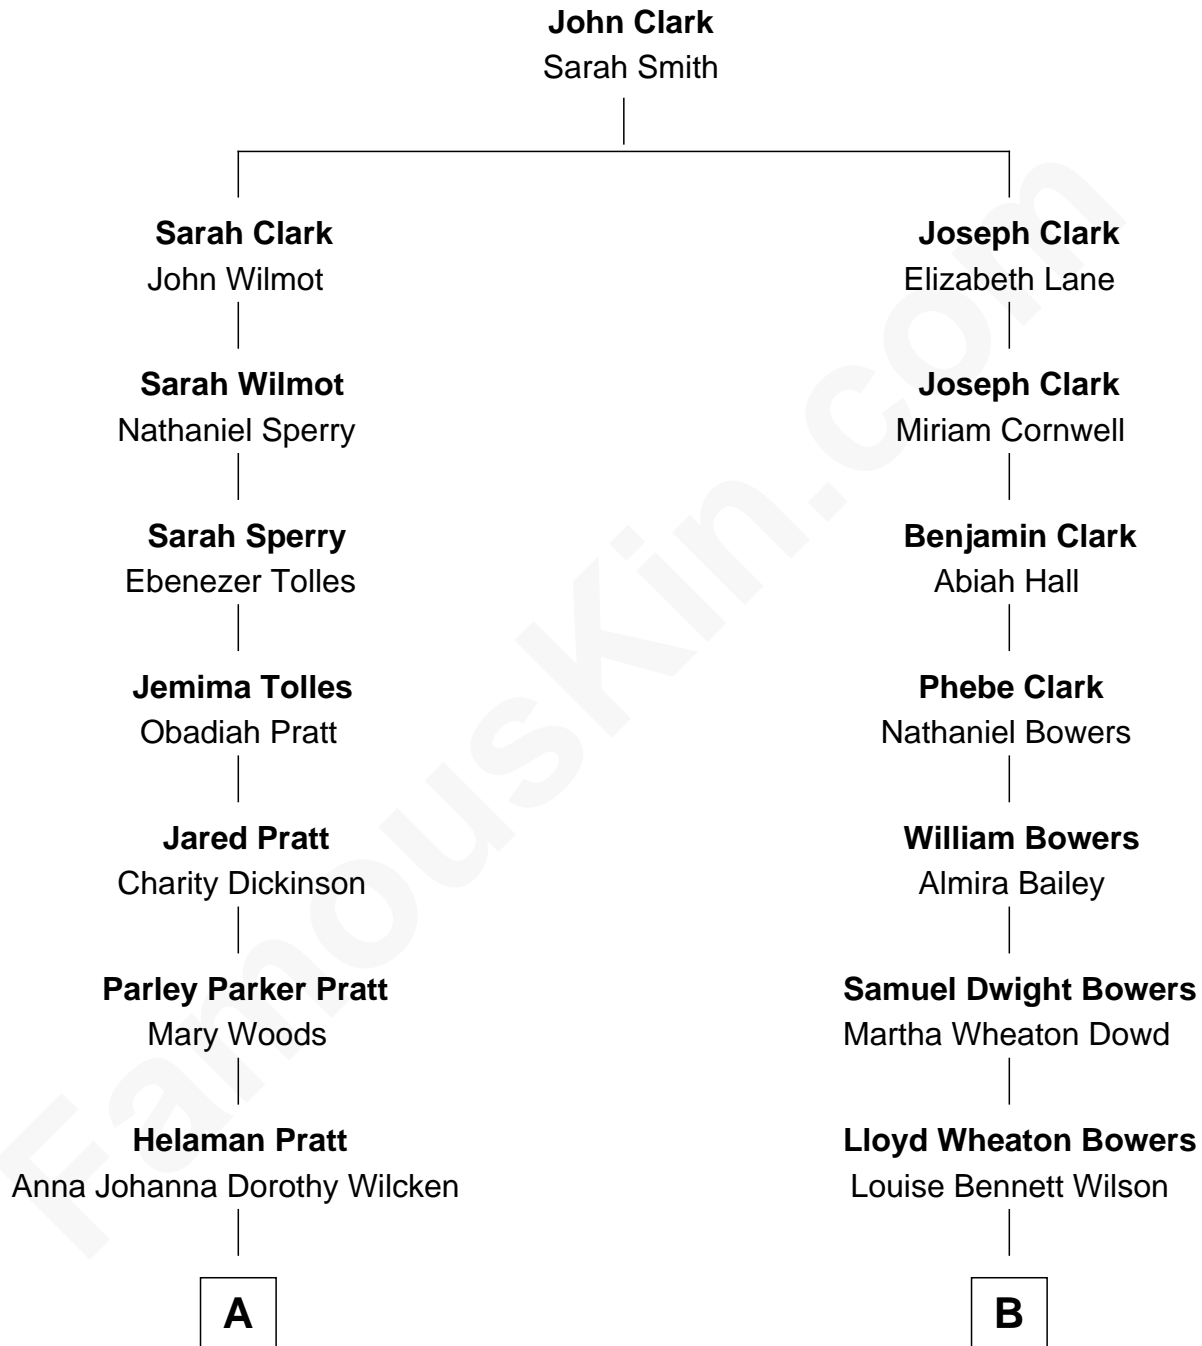 John Clark
Sarah Smith
Sarah Clark
John Wilmot
Joseph Clark
Elizabeth Lane
Sarah Wilmot
Nathaniel Sperry
Joseph Clark
Miriam Cornwell
Sarah Sperry
Ebenezer Tolles
Benjamin Clark
Abiah Hall
Jemima Tolles
Obadiah Pratt
Phebe Clark
Nathaniel Bowers
Jared Pratt
Charity Dickinson
William Bowers
Almira Bailey
Parley Parker Pratt
Mary Woods
Samuel Dwight Bowers
Martha Wheaton Dowd
Helaman Pratt
Anna Johanna Dorothy Wilcken
Lloyd Wheaton Bowers
Louise Bennett Wilson
A
B
FamousKin.com